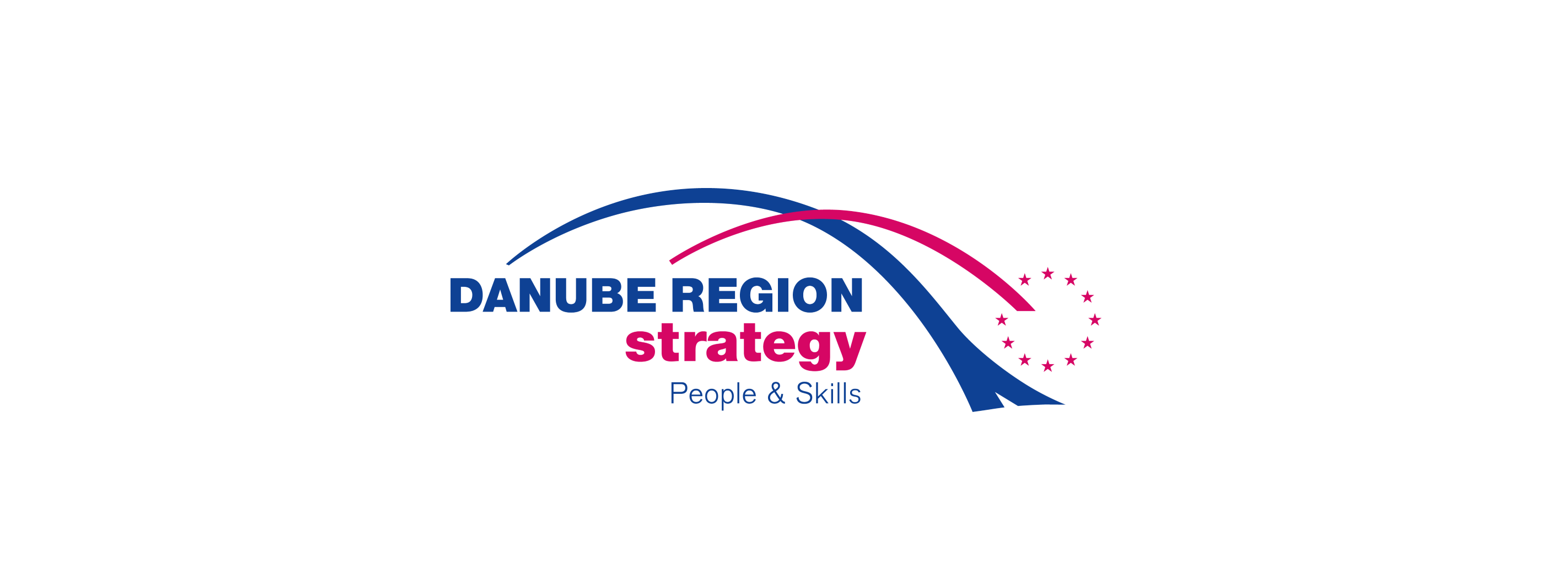 DANUBE REGION
strategy
People & Skills